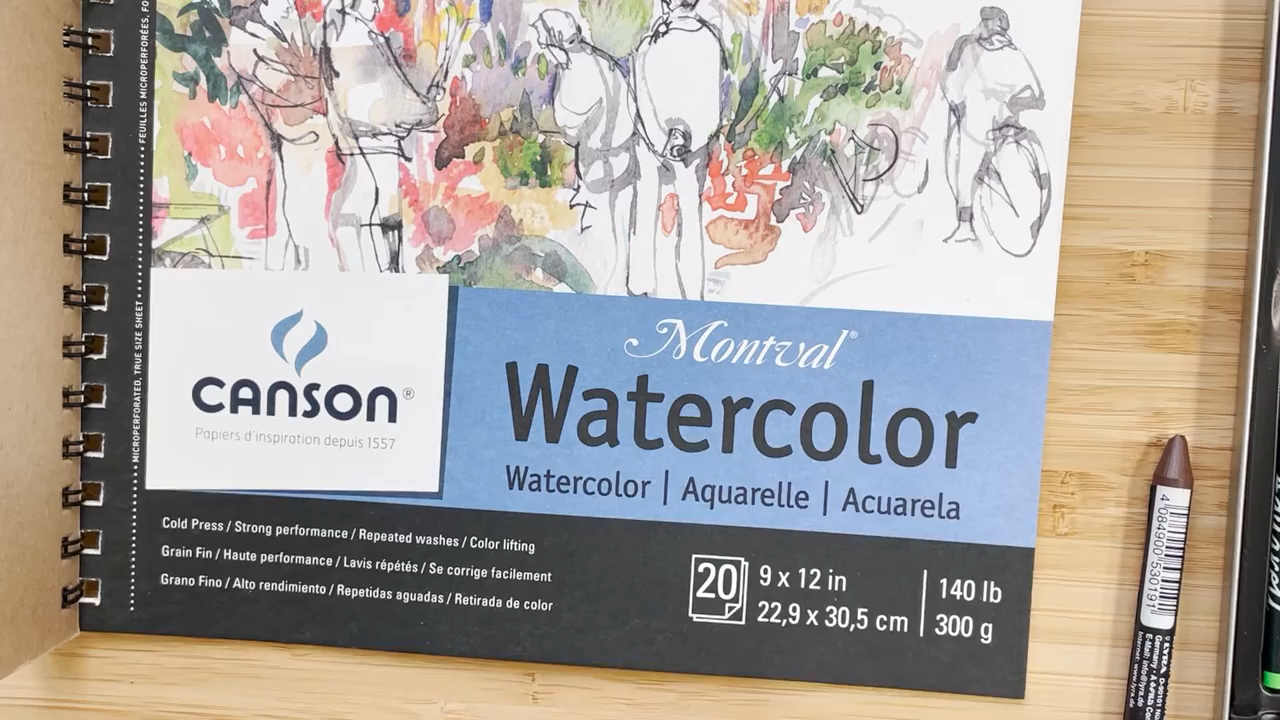 MICROPERFORATED, TRUE SIZE SHEET • FEUILLES MICROPERFORÉES,
CANSON®
Papiers d'inspiration depuis 1557
Montval®
Watercolor
Watercolor | Aquarelle | Acuarela
Cold Press / Strong performance / Repeated washes / Color lifting
Grain Fin / Haute performance / Lavis répétés / Se corrige facilement
Grano Fino / Alto rendimiento / Repetidas aguadas / Retirada de color
20
9 x 12 in
22,9 x 30,5 cm
140 lb
300 g
4 084900 530191
LYRA
Germany